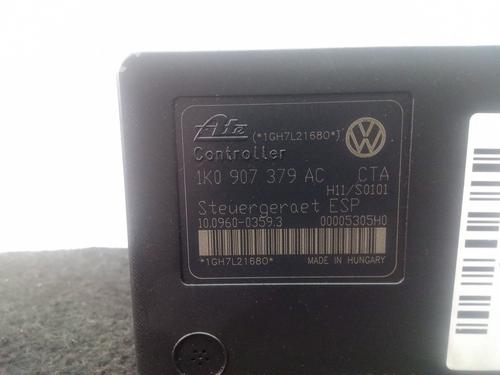 Ate (*1GH7L21680*)
Controller
1K0 907 379 AC CTA
H11/S0101
Steuergeraet ESP
10.0960-0359.3 00005305H0
*1GH7L21680* MADE IN HUNGARY